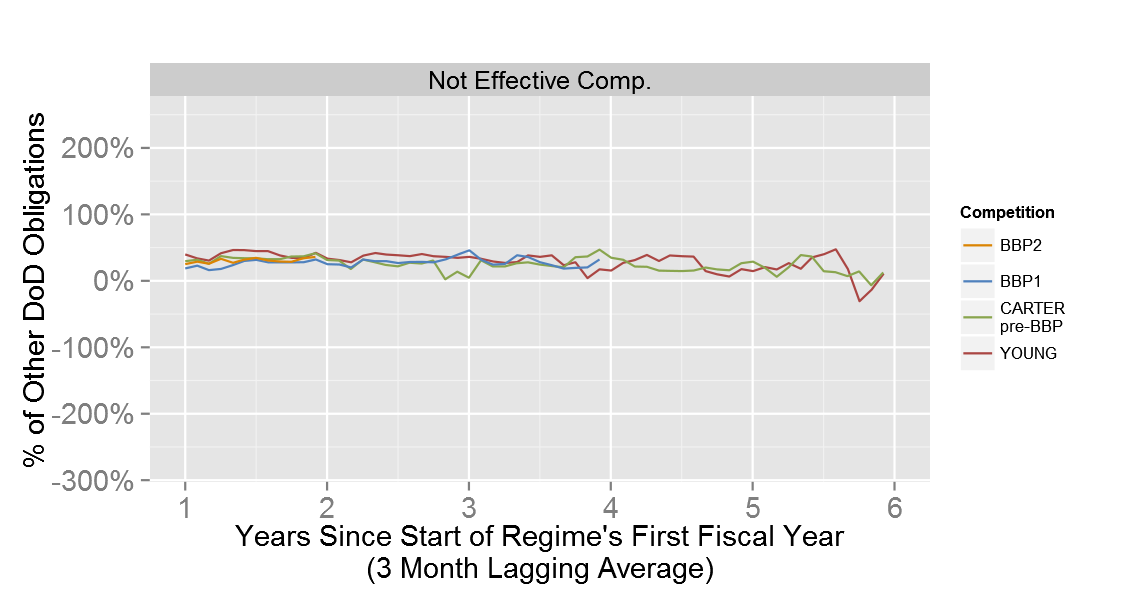 Not Effective Comp.
% of Other DoD Obligations
200%
100%
0%
-100%
-200%
-300%
1 2 3 4 5 6
Years Since Start of Regime's First Fiscal Year
(3 Month Lagging Average)
Competition
BBP2
BBP1
CARTER
pre-BBP
YOUNG